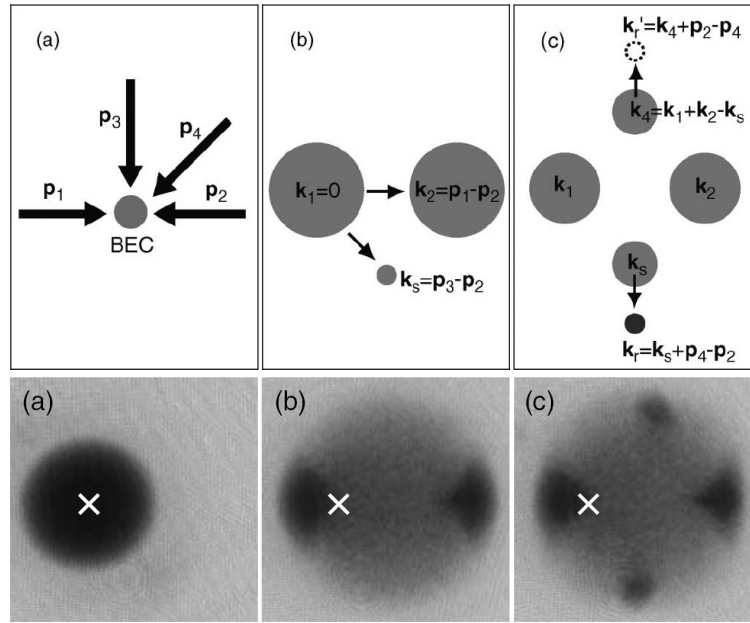 (a)
p₃
p₄
p₁
p₂
BEC
(b)
k₁=0
k₂=p₁-p₂
kₛ=p₃-p₂
(c)
kᵣ'=k₄+p₂-p₄
k₄=k₁+k₂-kₛ
k₁
k₂
kₛ
kᵣ=kₛ+p₄-p₂
(a)
(b)
(c)